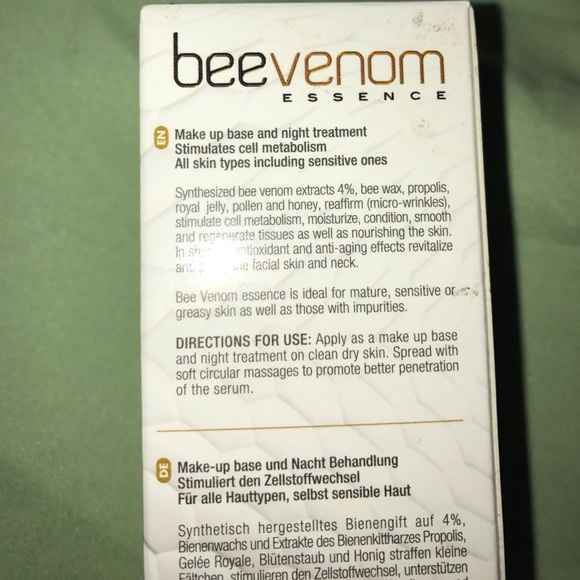 beevenom
ESSENCE
EN
Make up base and night treatment
Stimulates cell metabolism
All skin types including sensitive ones
Synthesized bee venom extracts 4%, bee wax, propolis,
royal jelly, pollen and honey, reaffirm (micro-wrinkles),
stimulate cell metabolism, moisturize, condition, smooth
and regenerate tissues as well as nourishing the skin.
In antioxidant and anti-aging effects revitalize
facial skin and neck.
Bee Venom essence is ideal for mature, sensitive or
greasy skin as well as those with impurities.
DIRECTIONS FOR USE: Apply as a make up base
and night treatment on clean dry skin. Spread with
soft circular massages to promote better penetration
of the serum.
DE
Make-up base und Nacht Behandlung
Stimuliert den Zellstoffwechsel
Für alle Hauttypen, selbst sensible Haut
Synthetisch hergestelltes Bienengift auf 4%,
Bienenwachs und Extrakte des Bienenkittharzes Propolis,
Gelée Royale, Blütenstaub und Honig straffen kleine
Fältchen, stimulieren den Zellstoffwechsel, unterstützen